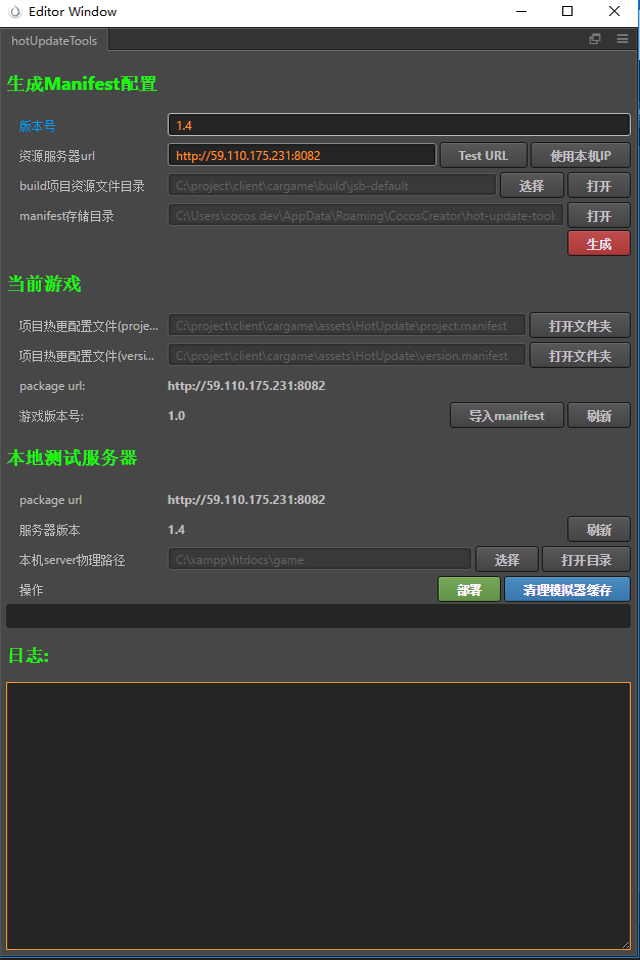 Editor Window
hotUpdateTools
生成Manifest配置
版本号 1.4
资源服务器url http://59.110.175.231:8082 Test URL 使用本机IP
build项目资源文件目录 C:\project\client\cargame\build\jsb-default 选择 打开
manifest存储目录 C:\Users\cocos dev\AppData\Roaming\CocosCreator\hot-update-tools 打开
生成
当前游戏
项目热更配置文件(proje... C:\project\client\cargame\assets\HotUpdate\project.manifest 打开文件夹
项目热更配置文件(versi... C:\project\client\cargame\assets\HotUpdate\version.manifest 打开文件夹
package url: http://59.110.175.231:8082
游戏版本号: 1.0 导入manifest 刷新
本地测试服务器
package url http://59.110.175.231:8082
服务器版本 1.4 刷新
本机server物理路径 C:\xampp\htdocs\game 选择 打开目录
操作 部署 清理模拟器缓存
日志: